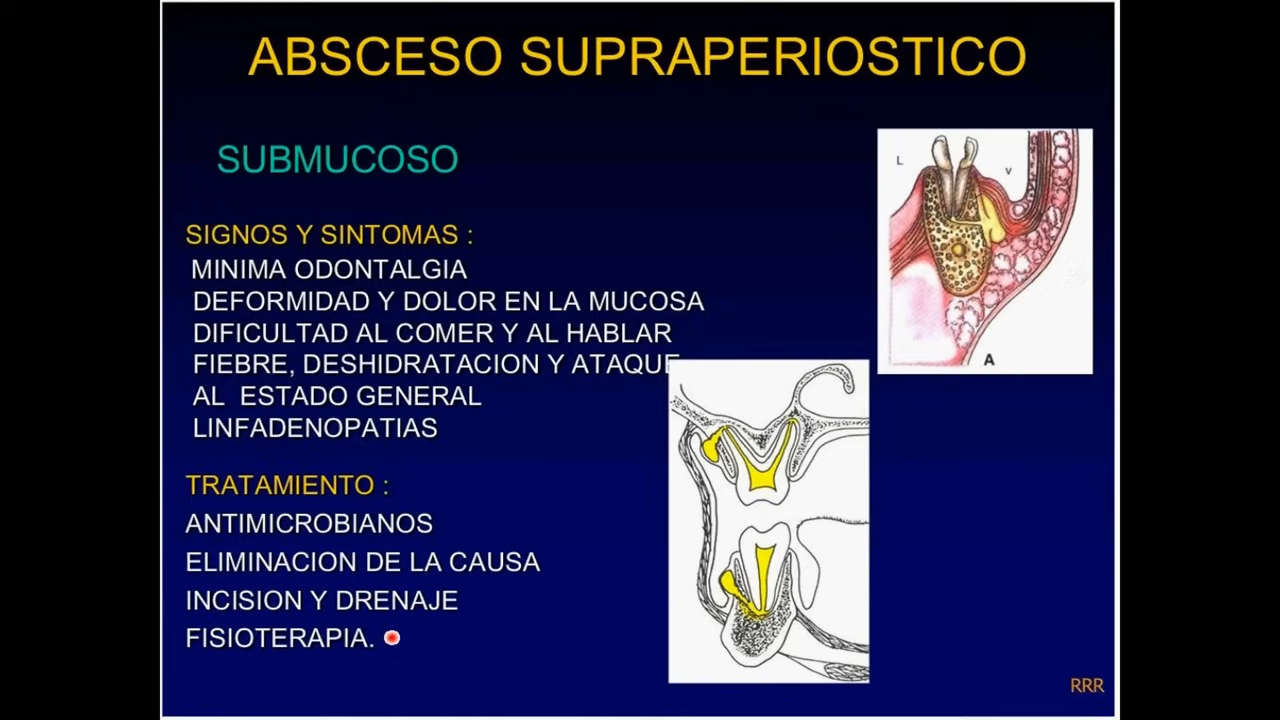 ABSCESO SUPRAPERIOSTICO
SUBMUCOSO
SIGNOS Y SINTOMAS :
MINIMA ODONTALGIA
DEFORMIDAD Y DOLOR EN LA MUCOSA
DIFICULTAD AL COMER Y AL HABLAR
FIEBRE, DESHIDRATACION Y ATAQUE
AL ESTADO GENERAL
LINFADENOPATIAS
TRATAMIENTO :
ANTIMICROBIANOS
ELIMINACION DE LA CAUSA
INCISION Y DRENAJE
FISIOTERAPIA.
L
V
A
RRR